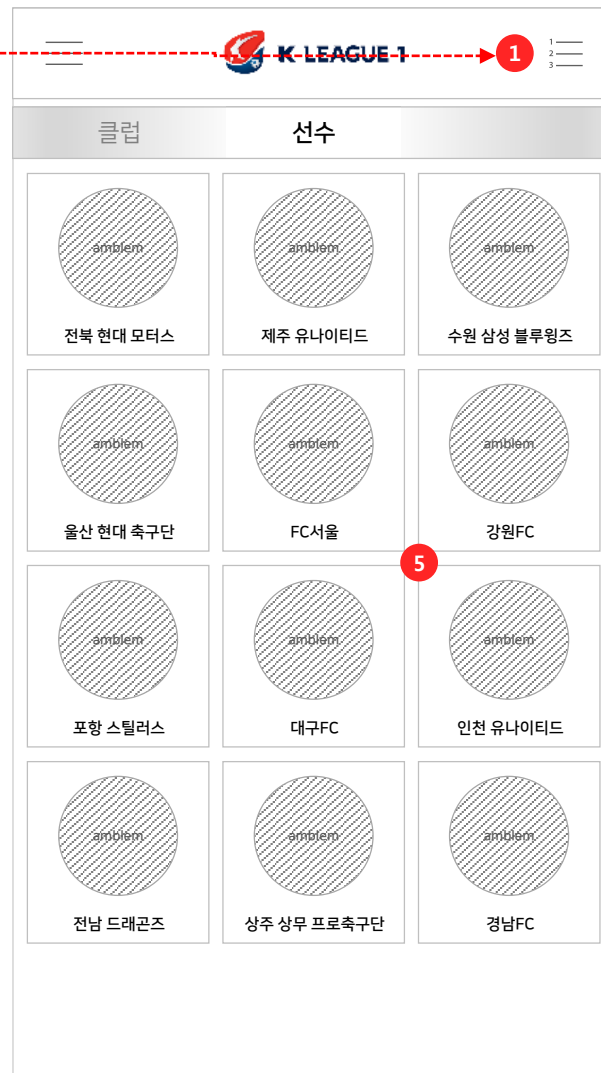 K LEAGUE 1
1
1
2
3
클럽 선수
amblem amblem amblem
전북 현대 모터스 제주 유나이티드 수원 삼성 블루윙즈
amblem amblem amblem
울산 현대 축구단 FC서울 강원FC
5
amblem amblem amblem
포항 스틸러스 대구FC 인천 유나이티드
amblem amblem amblem
전남 드래곤즈 상주 상무 프로축구단 경남FC